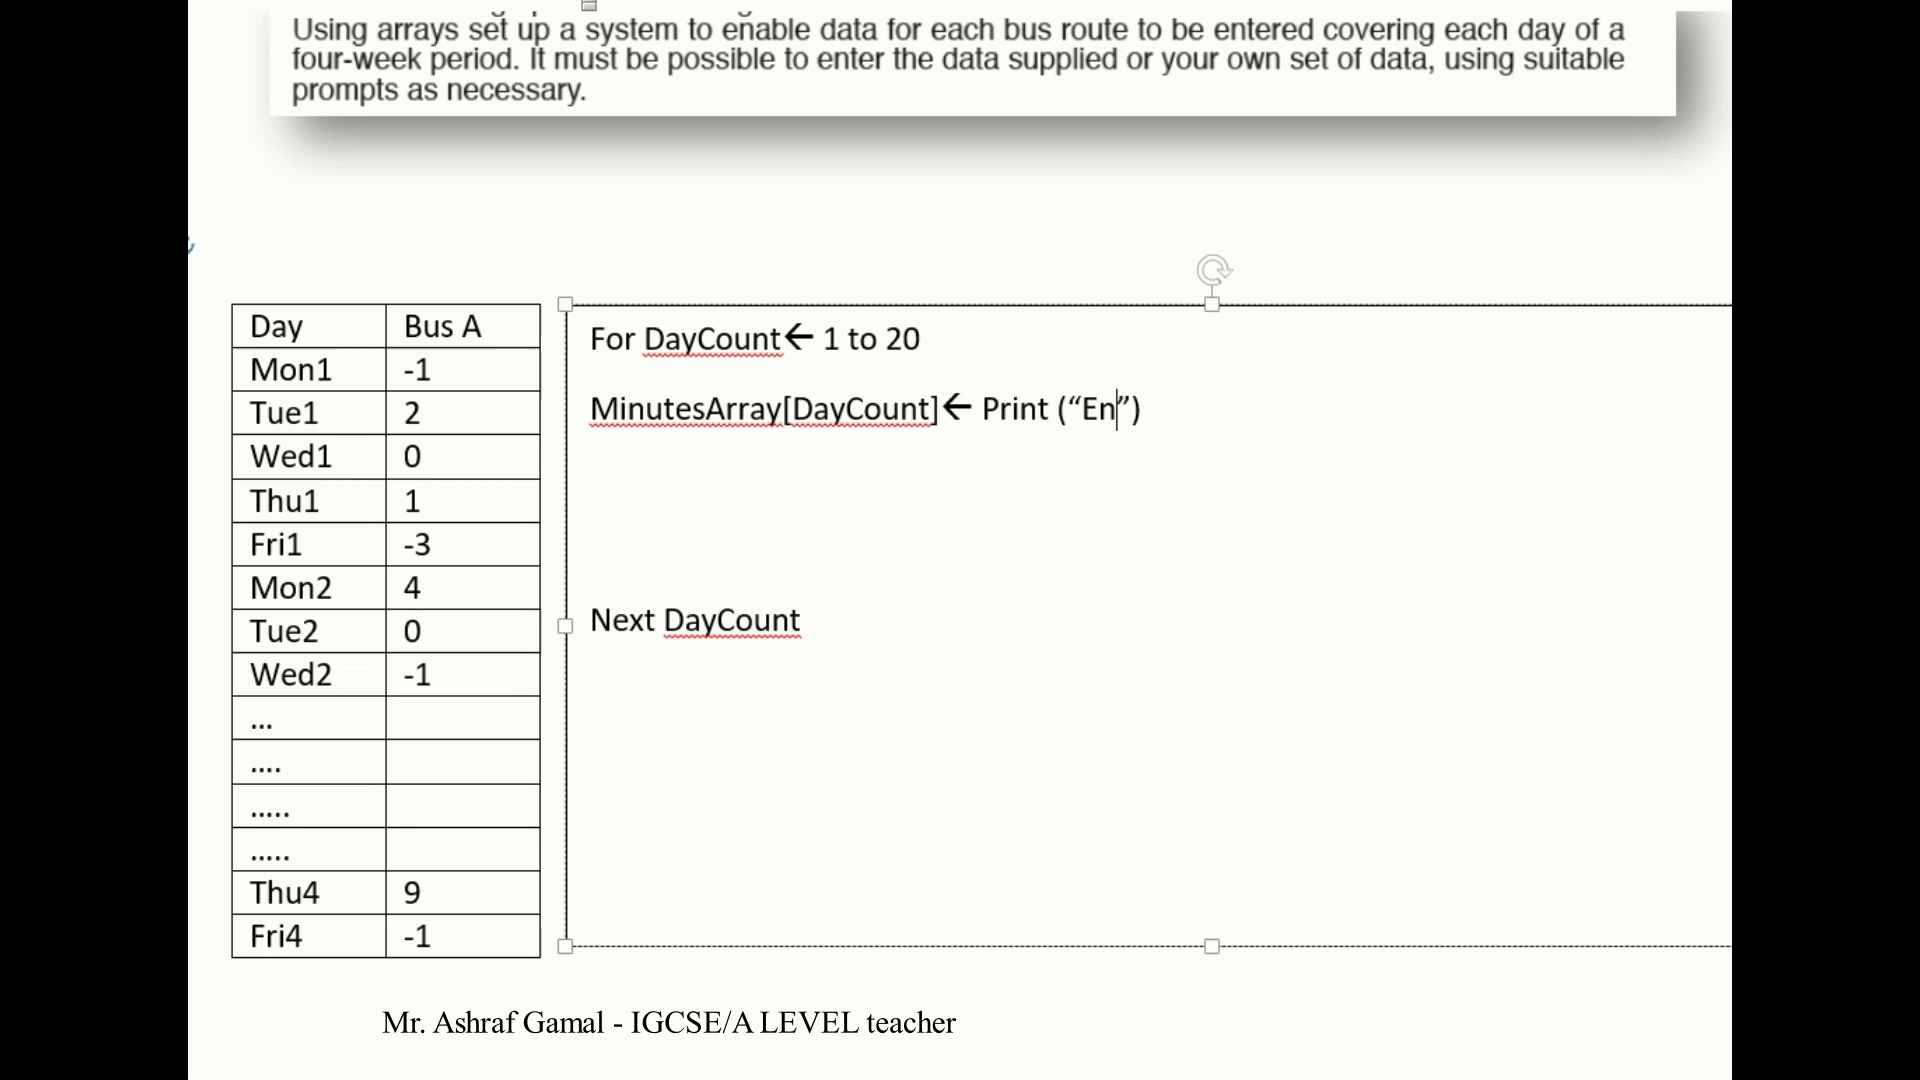 Using arrays set up a system to enable data for each bus route to be entered covering each day of a
four-week period. It must be possible to enter the data supplied or your own set of data, using suitable
prompts as necessary.
Day Bus A
Mon1 -1
Tue1 2
Wed1 0
Thu1 1
Fri1 -3
Mon2 4
Tue2 0
Wed2 -1
...
....
.....
.....
Thu4 9
Fri4 -1
For DayCount← 1 to 20
MinutesArray[DayCount]← Print (“En”)
Next DayCount
Mr. Ashraf Gamal - IGCSE/A LEVEL teacher